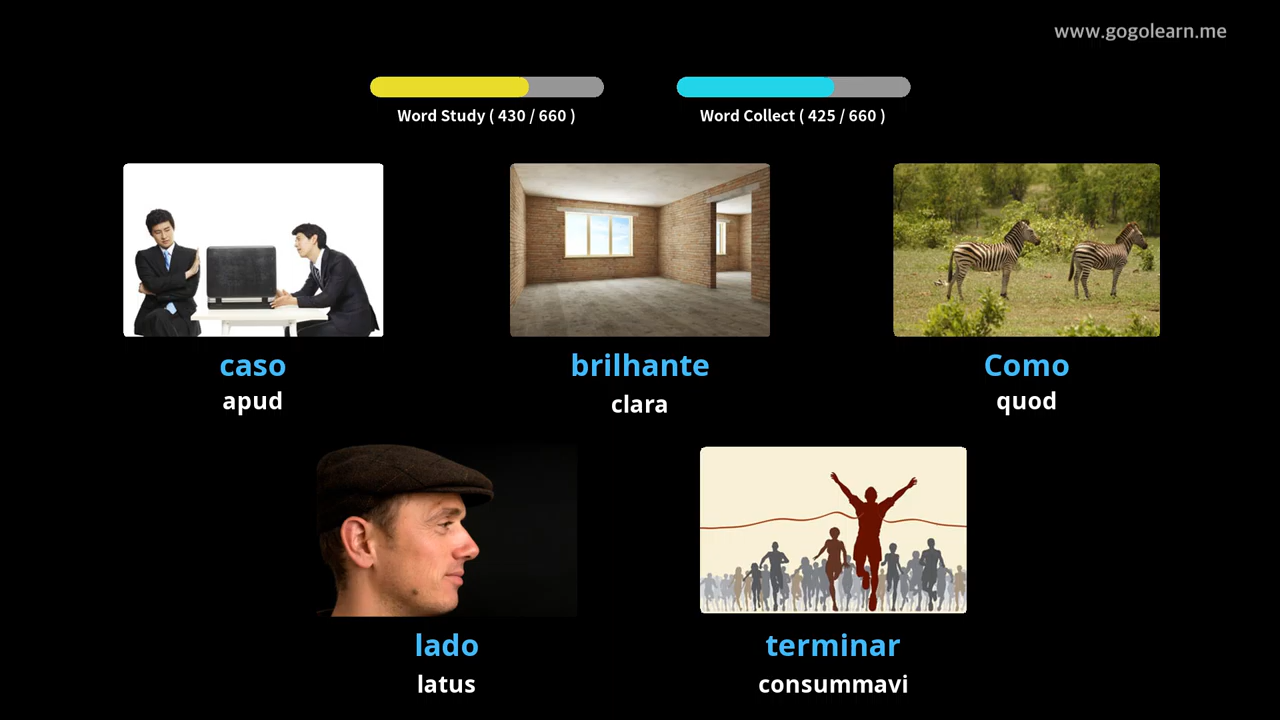 www.gogolearn.me
Word Study ( 430 / 660 )
Word Collect ( 425 / 660 )
caso
apud
brilhante
clara
Como
quod
lado
latus
terminar
consummavi